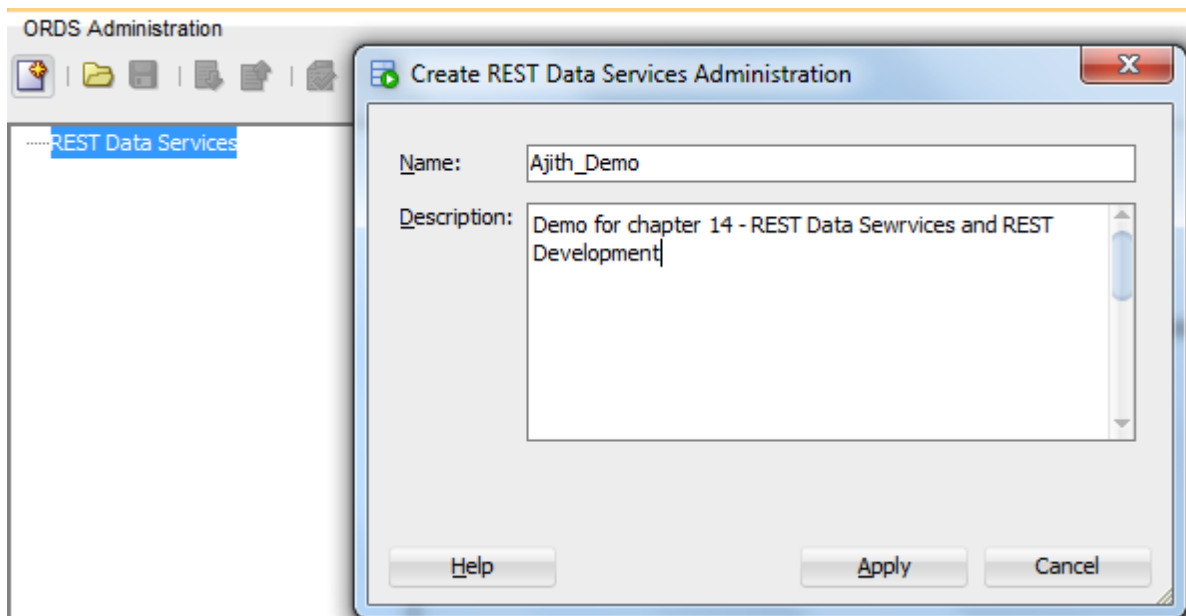 ORDS Administration
Create REST Data Services Administration
REST Data Services
Name:
Ajith_Demo
Description:
Demo for chapter 14 - REST Data Sewrvices and REST
Development
Help
Apply
Cancel